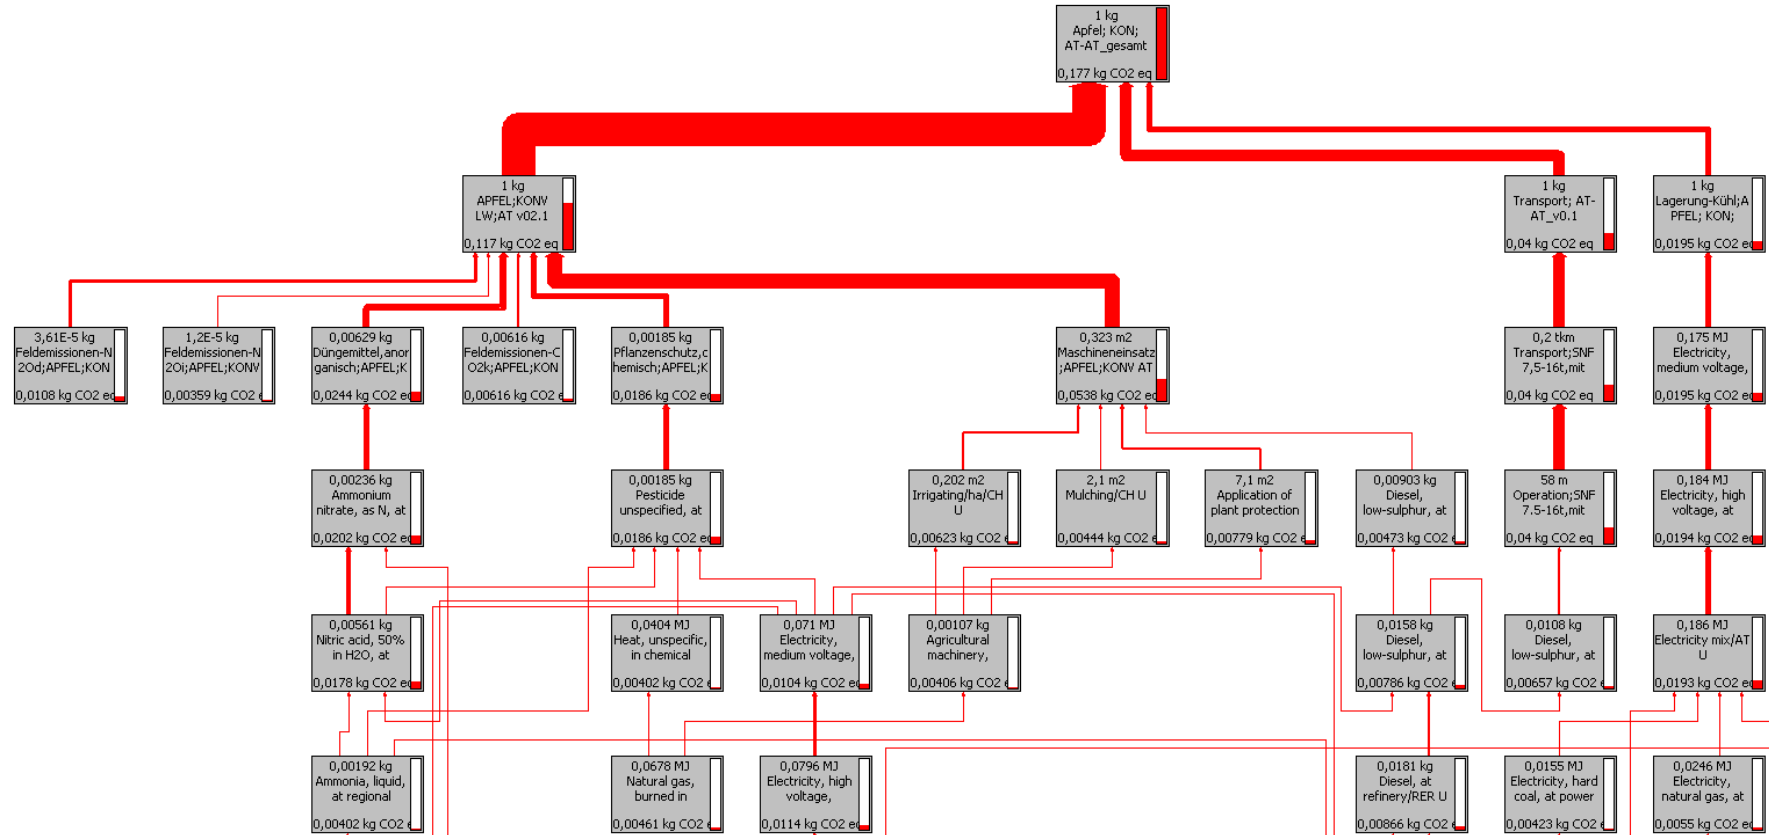 1 kg
Apfel; KON;
AT-AT_gesamt
0,177 kg CO2 eq
1 kg
APFEL;KONV
LW;AT v02.1
0,117 kg CO2 eq
1 kg
Transport; AT-
AT_v0.1
0,04 kg CO2 eq
1 kg
Lagerung-Kühl;A
PFEL; KON;
0,0195 kg CO2 eq
3,61E-5 kg
Feldemissionen-N
2Od;APFEL;KON
0,0108 kg CO2 eq
1,2E-5 kg
Feldemissionen-N
2Oi;APFEL;KONV
0,00359 kg CO2 eq
0,00629 kg
Düngemittel,anor
ganisch;APFEL;K
0,0244 kg CO2 eq
0,00616 kg
Feldemissionen-C
O2k;APFEL;KON
0,00616 kg CO2 eq
0,00185 kg
Pflanzenschutz,c
hemisch;APFEL;K
0,0186 kg CO2 eq
0,323 m2
Maschineneinsatz
;APFEL;KONV AT
0,0538 kg CO2 eq
0,2 tkm
Transport;SNF
7,5-16t,mit
0,04 kg CO2 eq
0,175 MJ
Electricity,
medium voltage,
0,0195 kg CO2 eq
0,00236 kg
Ammonium
nitrate, as N, at
0,0202 kg CO2 eq
0,00185 kg
Pesticide
unspecified, at
0,0186 kg CO2 eq
0,202 m2
Irrigating/ha/CH
U
0,00623 kg CO2 e
2,1 m2
Mulching/CH U
0,00444 kg CO2 e
7,1 m2
Application of
plant protection
0,00779 kg CO2 e
0,00903 kg
Diesel,
low-sulphur, at
0,00473 kg CO2 e
58 m
Operation;SNF
7.5-16t,mit
0,04 kg CO2 eq
0,184 MJ
Electricity, high
voltage, at
0,0194 kg CO2 eq
0,00561 kg
Nitric acid, 50%
in H2O, at
0,0178 kg CO2 eq
0,0404 MJ
Heat, unspecific,
in chemical
0,00402 kg CO2 e
0,071 MJ
Electricity,
medium voltage,
0,0104 kg CO2 eq
0,00107 kg
Agricultural
machinery,
0,00406 kg CO2 e
0,0158 kg
Diesel,
low-sulphur, at
0,00786 kg CO2 e
0,0108 kg
Diesel,
low-sulphur, at
0,00657 kg CO2 e
0,186 MJ
Electricity mix/AT
U
0,0193 kg CO2 eq
0,00192 kg
Ammonia, liquid,
at regional
0,00402 kg CO2 e
0,0678 MJ
Natural gas,
burned in
0,00461 kg CO2 e
0,0796 MJ
Electricity, high
voltage,
0,0114 kg CO2 eq
0,0181 kg
Diesel, at
refinery/RER U
0,00866 kg CO2 e
0,0155 MJ
Electricity, hard
coal, at power
0,00423 kg CO2 e
0,0246 MJ
Electricity,
natural gas, at
0,0055 kg CO2 eq